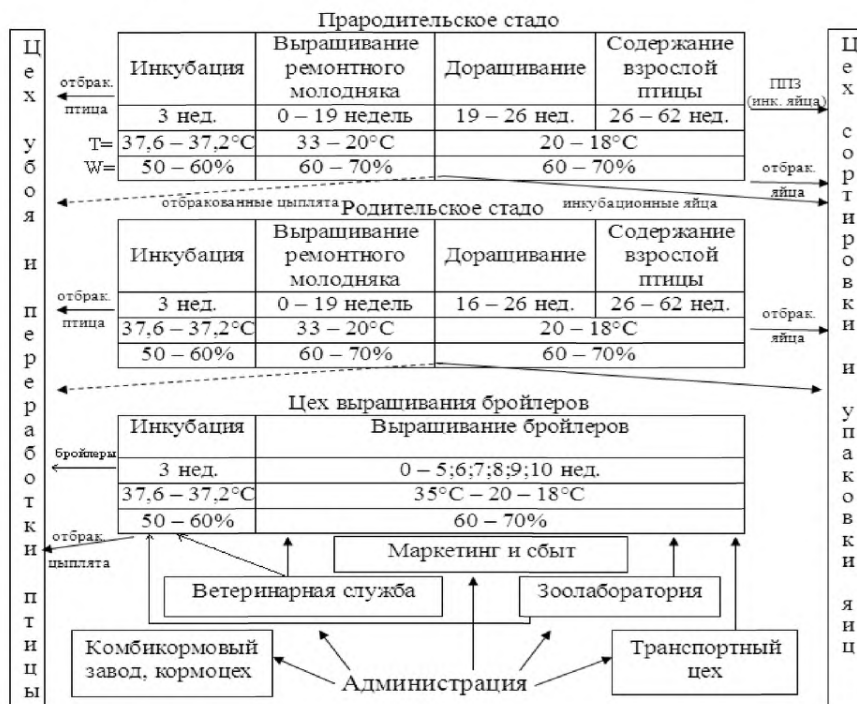 Прародительское стадо
Цех убоя и переработки птицы
Цех сортировки и упаковки яиц
Инкубация
Выращивание
ремонтного
молодняка
Доращивание
Содержание
взрослой
птицы
отбрак.
птица
ППЗ
(инк. яйца)
3 нед.
0 – 19 недель
19 – 26 нед.
26 – 62 нед.
T=
37,6 – 37,2°C
33 – 20°C
20 – 18°C
W=
50 – 60%
60 – 70%
60 – 70%
отбрак.
яйца
отбракованные цыплята
инкубационные яйца
Родительское стадо
Инкубация
Выращивание
ремонтного
молодняка
Доращивание
Содержание
взрослой
птицы
отбрак.
птица
3 нед.
0 – 19 недель
16 – 26 нед.
26 – 62 нед.
37,6 – 37,2°C
33 – 20°C
20 – 18°C
отбрак.
яйца
50 – 60%
60 – 70%
60 – 70%
Цех выращивания бройлеров
Инкубация
Выращивание бройлеров
бройлеры
3 нед.
0 – 5;6;7;8;9;10 нед.
37,6 – 37,2°C
35°C – 20 – 18°C
50 – 60%
60 – 70%
отбрак.
цыплята
Маркетинг и сбыт
Ветеринарная служба
Зоолаборатория
Комбикормовый
завод, кормоцех
Транспортный
цех
Администрация